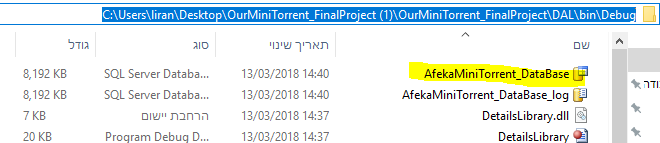 C:\Users\liran\Desktop\OurMiniTorrent_FinalProject (1)\OurMiniTorrent_FinalProject\DAL\bin\Debug
שם תאריך שינוי סוג גודל
AfekaMiniTorrent_DataBase 13/03/2018 14:40 SQL Server Databa... 8,192 KB
AfekaMiniTorrent_DataBase_log 13/03/2018 14:40 SQL Server Databa... 8,192 KB
DetailsLibrary.dll 13/03/2018 14:37 הרחבת יישום 7 KB
DetailsLibrary 13/03/2018 14:37 Program Debug D... 20 KB